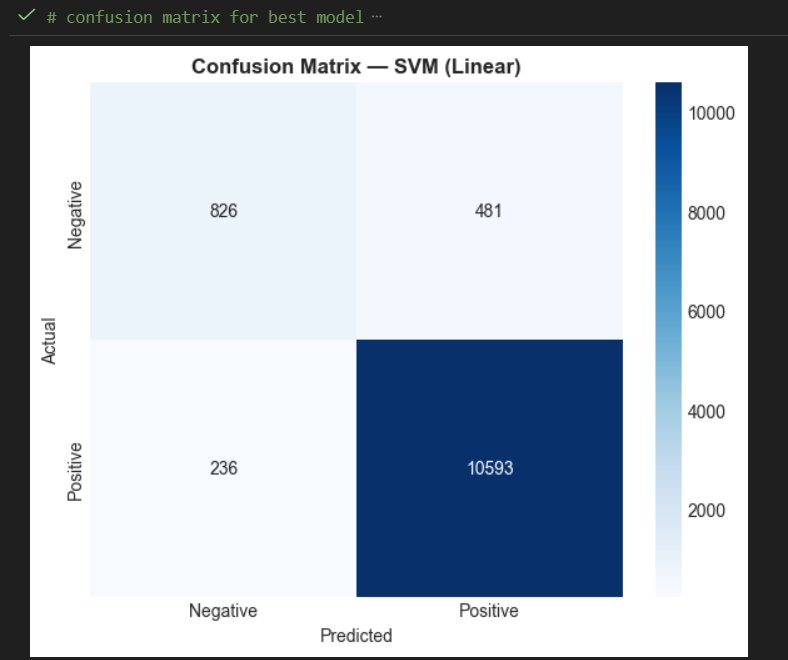 # confusion matrix for best model ...
Confusion Matrix — SVM (Linear)
10000
8000
6000
4000
2000
Actual
Negative
826
481
Positive
236
10593
Negative
Positive
Predicted